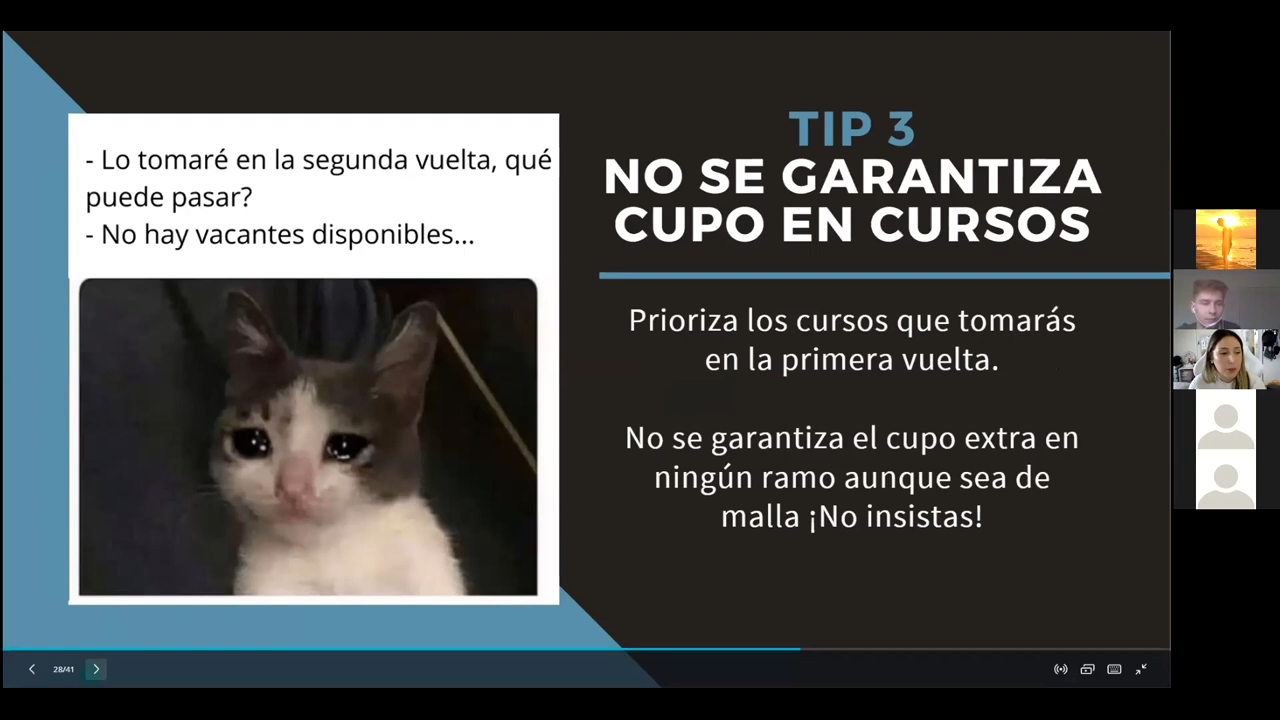 - Lo tomaré en la segunda vuelta, qué
puede pasar?
- No hay vacantes disponibles...
TIP 3
NO SE GARANTIZA
CUPO EN CURSOS
Prioriza los cursos que tomarás
en la primera vuelta.
No se garantiza el cupo extra en
ningún ramo aunque sea de
malla ¡No insistas!
28/41